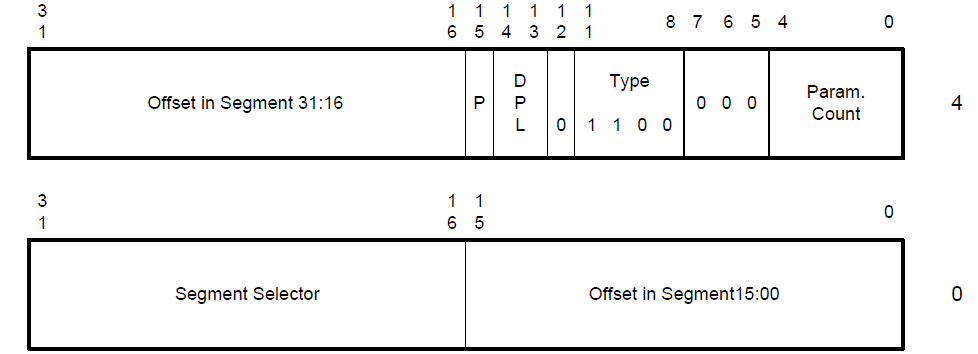 3 1 1 1 1 1 1
1 6 5 4 3 2 1 8 7 6 5 4 0
Offset in Segment 31:16 P D P L 0 Type 1 1 0 0 0 0 0 Param. Count 4
3 1 1
1 6 5 0
Segment Selector Offset in Segment15:00 0